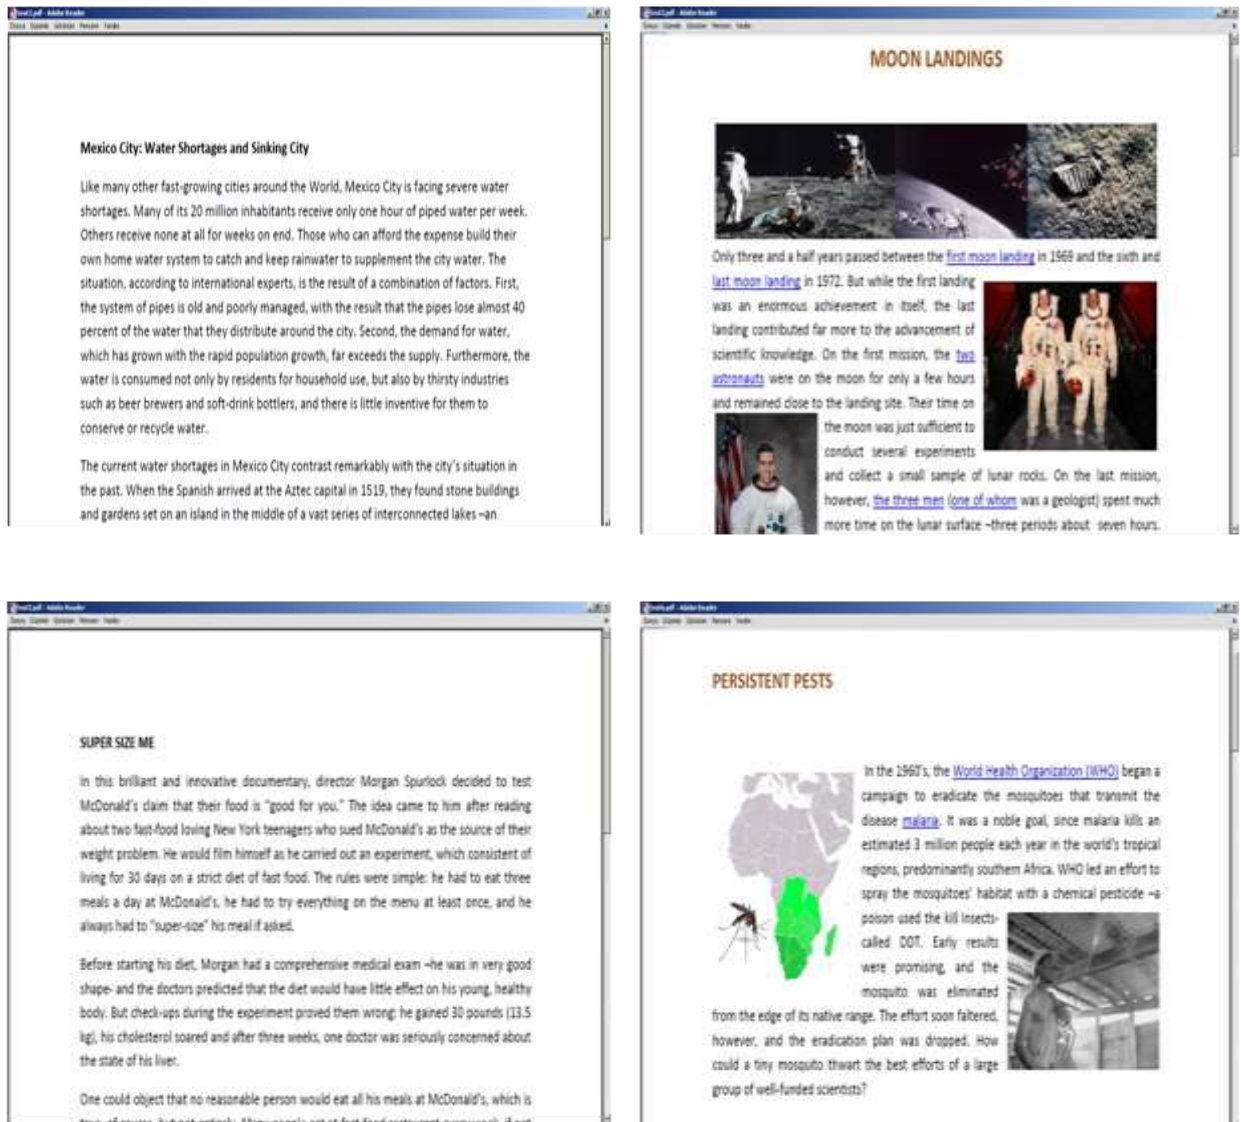 Mexico City: Water Shortages and Sinking City
Like many other fast-growing cities around the World, Mexico City is facing severe water
shortages. Many of its 20 million inhabitants receive only one hour of piped water per week.
Others receive none at all for weeks on end. Those who can afford the expense build their
own home water system to catch and keep rainwater to supplement the city water. The
situation, according to international experts, is the result of a combination of factors. First,
the system of pipes is old and poorly managed, with the result that the pipes lose almost 40
percent of the water that they distribute around the city. Second, the demand for water,
which has grown with the rapid population growth, far exceeds the supply. Furthermore, the
water is consumed not only by residents for household use, but also by thirsty industries
such as beer brewers and soft-drink bottlers, and there is little inventive for them to
conserve or recycle water.
The current water shortages in Mexico City contrast remarkably with the city's situation in
the past. When the Spanish arrived at the Aztec capital in 1519, they found stone buildings
and gardens set on an island in the middle of a vast series of interconnected lakes –an
MOON LANDINGS
Only three and a half years passed between the first moon landing in 1969 and the sixth and
last moon landing in 1972. But while the first landing
was an enormous achievement in itself, the last
landing contributed far more to the advancement of
scientific knowledge. On the first mission, the two
astronauts were on the moon for only a few hours
and remained close to the landing site. Their time on
the moon was just sufficient to
conduct several experiments
and collect a small sample of lunar rocks. On the last mission,
however, the three men (one of whom was a geologist) spent much
more time on the lunar surface –three periods about seven hours.
SUPER SIZE ME
In this brilliant and innovative documentary, director Morgan Spurlock decided to test
McDonald's claim that their food is "good for you." The idea came to him after reading
about two fast-food loving New York teenagers who sued McDonald's as the source of their
weight problem. He would film himself as he carried out an experiment, which consistent of
living for 30 days on a strict diet of fast food. The rules were simple: he had to eat three
meals a day at McDonald's, he had to try everything on the menu at least once, and he
always had to "super-size" his meal if asked.
Before starting his diet, Morgan had a comprehensive medical exam –he was in very good
shape- and the doctors predicted that the diet would have little effect on his young, healthy
body. But check-ups during the experiment proved them wrong: he gained 30 pounds (13.5
kg), his cholesterol soared and after three weeks, one doctor was seriously concerned about
the state of his liver.
One could object that no reasonable person would eat all his meals at McDonald's, which is
PERSISTENT PESTS
In the 1960's, the World Health Organization (WHO) began a
campaign to eradicate the mosquitoes that transmit the
disease malaria. It was a noble goal, since malaria kills an
estimated 3 million people each year in the world's tropical
regions, predominantly southern Africa. WHO led an effort to
spray the mosquitoes' habitat with a chemical pesticide –a
poison used the kill insects-
called DDT. Early results
were promising, and the
mosquito was eliminated
from the edge of its native range. The effort soon faltered,
however, and the eradication plan was dropped. How
could a tiny mosquito thwart the best efforts of a large
group of well-funded scientists?